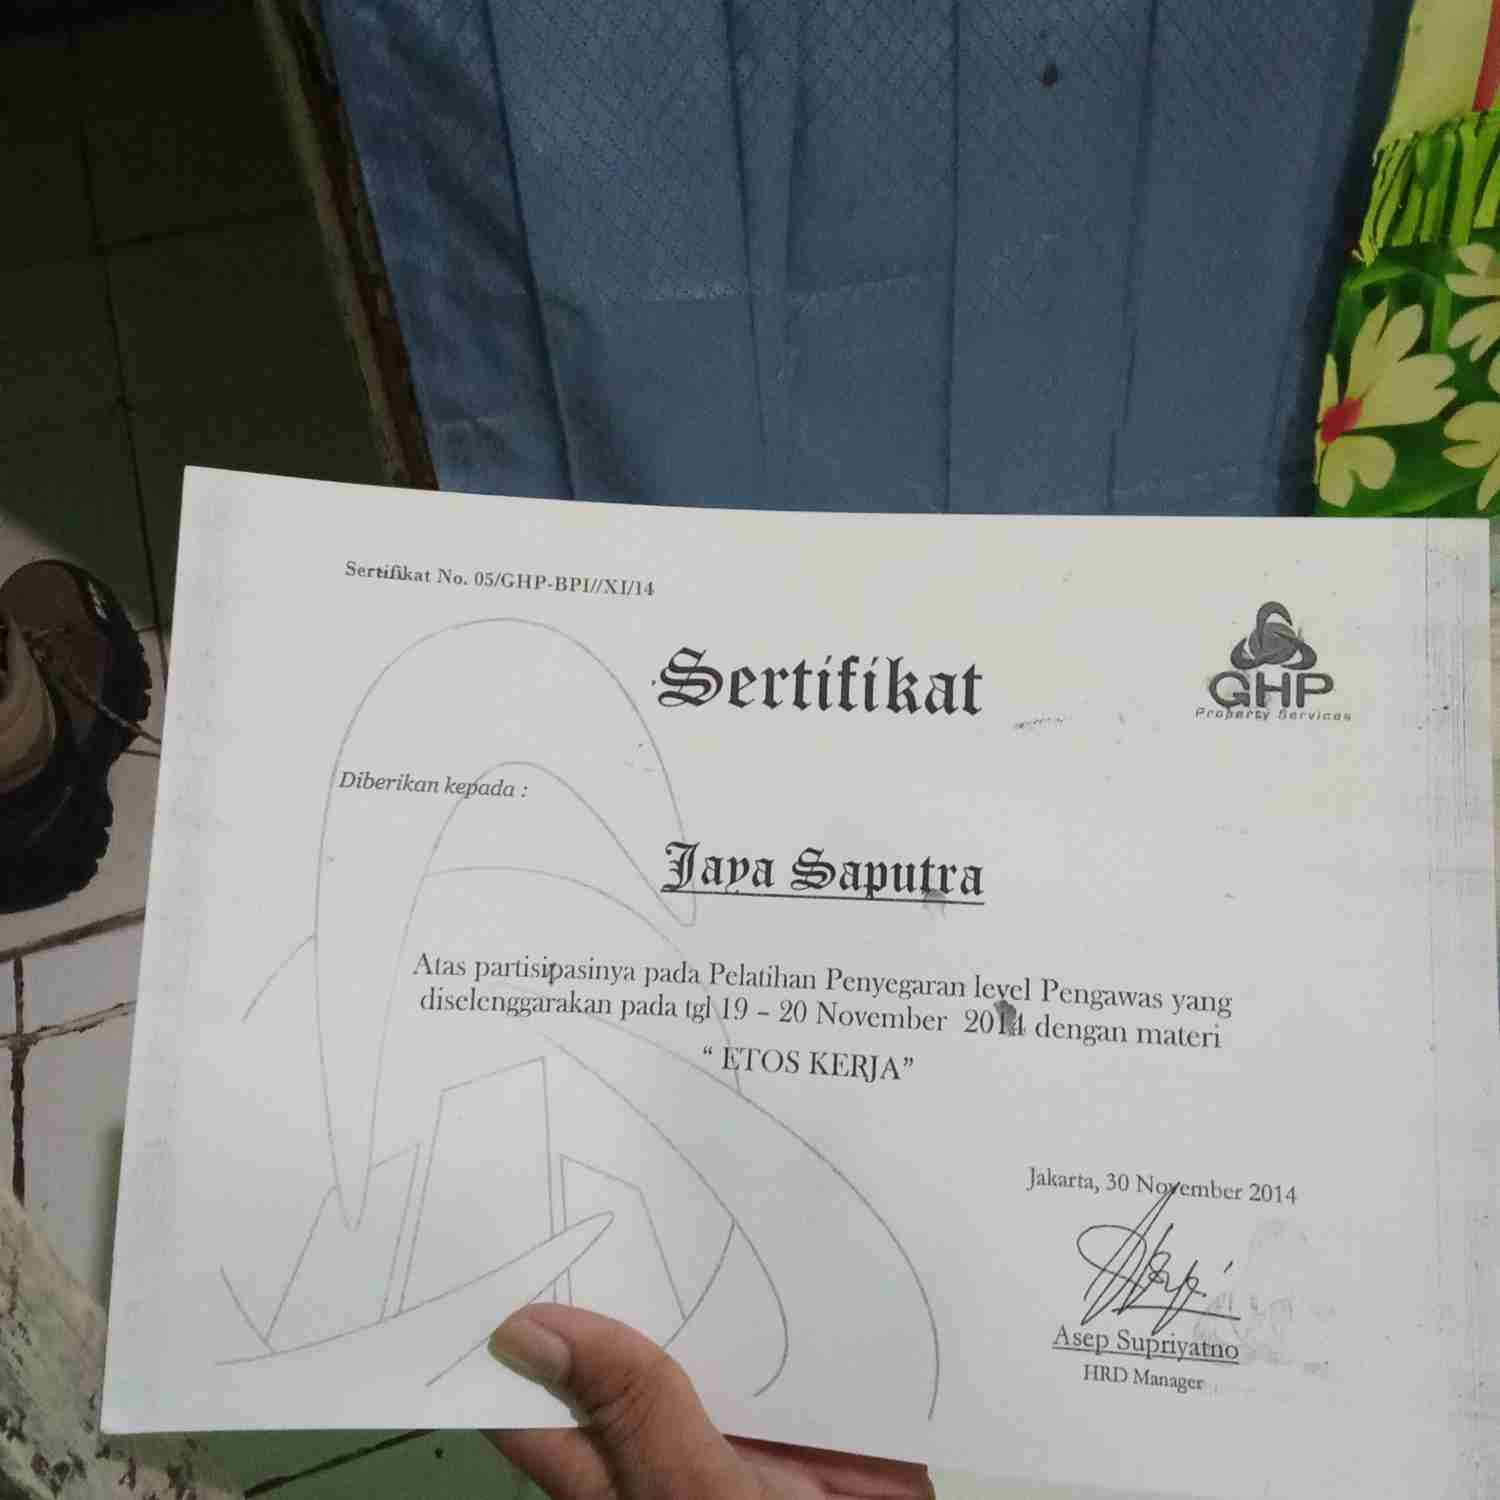 Sertifikat No. 05/GHP-BPI//XI/14
Sertifikat
GHP
Property Services
Diberikan kepada :
Jaya Saputra
Atas partisipasinya pada Pelatihan Penyegaran level Pengawas yang
diselenggarakan pada tgl 19 – 20 November 2014 dengan materi
“ ETOS KERJA”
Jakarta, 30 November 2014
Asep Supriyatno
HRD Manager